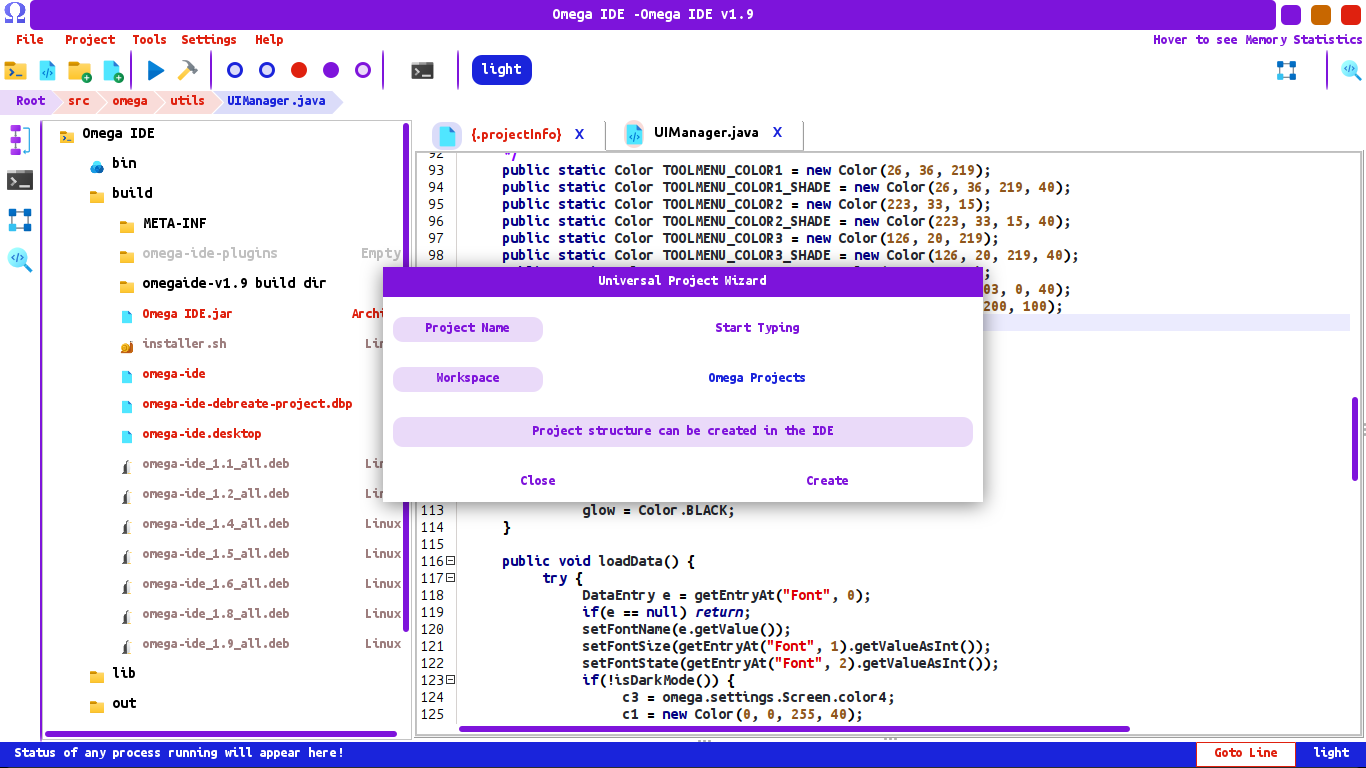 Omega IDE -Omega IDE v1.9
File Project Tools Settings Help
Hover to see Memory Statistics
light
Root src omega utils UIManager.java
Omega IDE
bin
build
META-INF
omega-ide-plugins Empty
omegaide-v1.9 build dir
Omega IDE.jar
installer.sh
omega-ide
omega-ide-debreate-project.dbp
omega-ide.desktop
omega-ide_1.1_all.deb
omega-ide_1.2_all.deb
omega-ide_1.4_all.deb Linux
omega-ide_1.5_all.deb Linux
omega-ide_1.6_all.deb Linux
omega-ide_1.8_all.deb Linux
omega-ide_1.9_all.deb Linux
lib
out
{.projectInfo} X UIManager.java X
92 */
93 public static Color TOOLMENU_COLOR1 = new Color(26, 36, 219);
94 public static Color TOOLMENU_COLOR1_SHADE = new Color(26, 36, 219, 40);
95 public static Color TOOLMENU_COLOR2 = new Color(223, 33, 15);
96 public static Color TOOLMENU_COLOR2_SHADE = new Color(223, 33, 15, 40);
97 public static Color TOOLMENU_COLOR3 = new Color(126, 20, 219);
98 public static Color TOOLMENU_COLOR3_SHADE = new Color(126, 20, 219, 40);
03, 0, 40);
200, 100);
Universal Project Wizard
Project Name Start Typing
Workspace Omega Projects
Project structure can be created in the IDE
Close Create
113 glow = Color.BLACK;
114 }
115
116 public void loadData() {
117 try {
118 DataEntry e = getEntryAt("Font", 0);
119 if(e == null) return;
120 setFontName(e.getValue());
121 setFontSize(getEntryAt("Font", 1).getValueAsInt());
122 setFontState(getEntryAt("Font", 2).getValueAsInt());
123 if(!isDarkMode()) {
124 c3 = omega.settings.Screen.color4;
125 c1 = new Color(0, 0, 255, 40);
Status of any process running will appear here!
Goto Line light